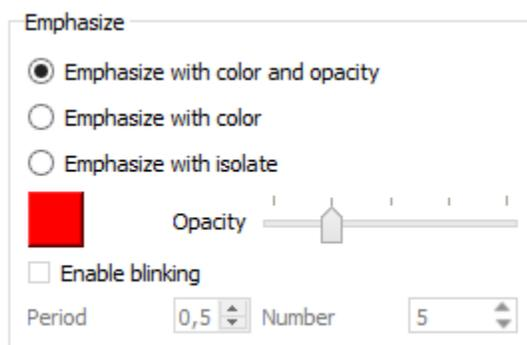 Emphasize
Emphasize with color and opacity
Emphasize with color
Emphasize with isolate
Opacity
Enable blinking
Period 0,5 Number 5